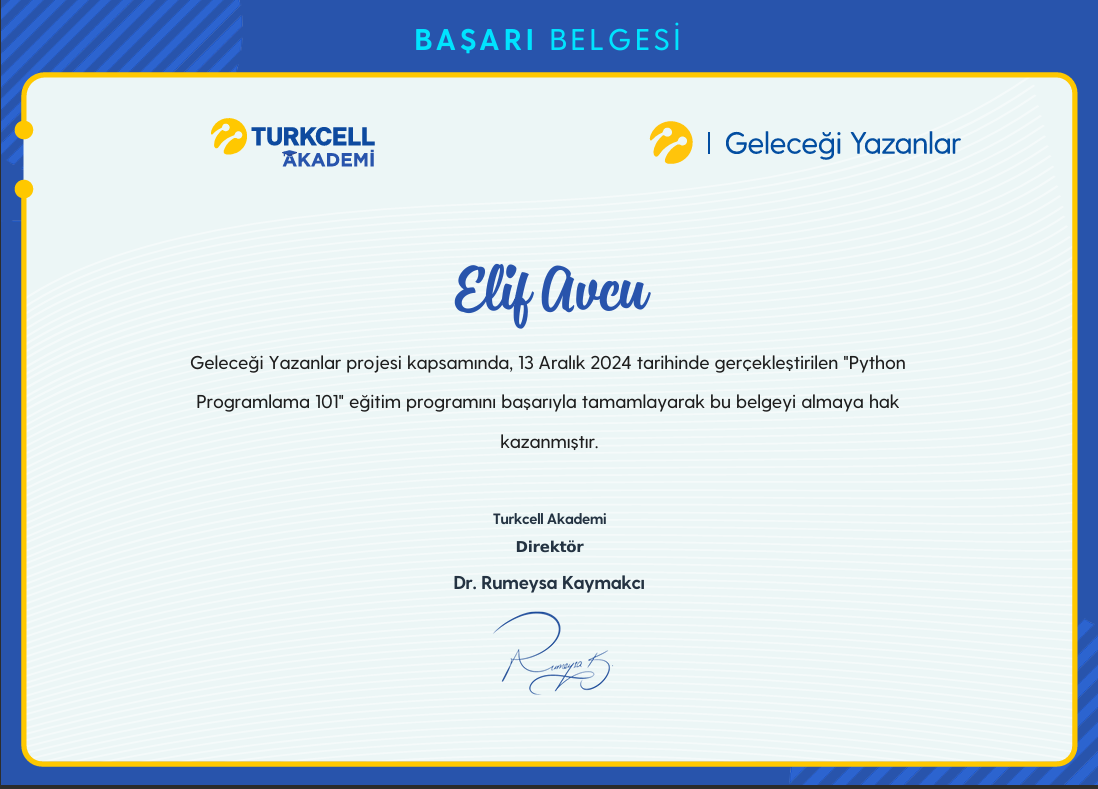 BAŞARI BELGESİ
TURKCELL
AKADEMİ
Geleceği Yazanlar
Elif Avcu
Geleceği Yazanlar projesi kapsamında, 13 Aralık 2024 tarihinde gerçekleştirilen "Python
Programlama 101" eğitim programını başarıyla tamamlayarak bu belgeyi almaya hak
kazanmıştır.
Turkcell Akademi
Direktör
Dr. Rumeysa Kaymakcı
Rumeysa K.